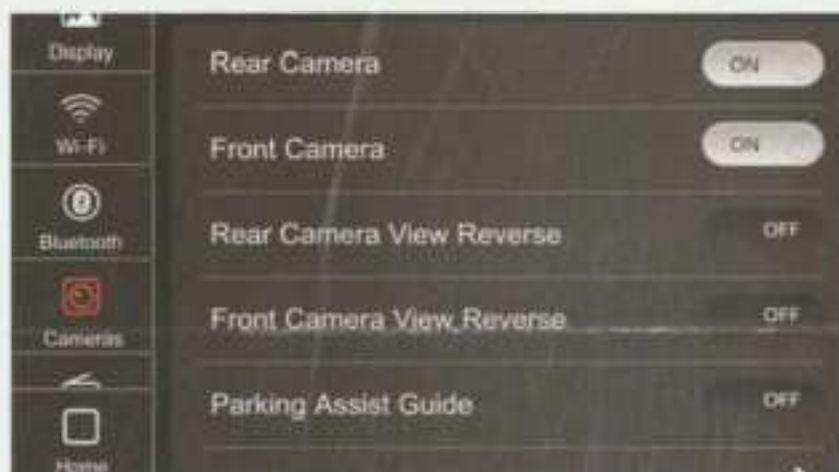 Display
Wi-Fi
Bluetooth
Cameras
Home
Rear Camera ON
Front Camera ON
Rear Camera View Reverse OFF
Front Camera View Reverse OFF
Parking Assist Guide OFF